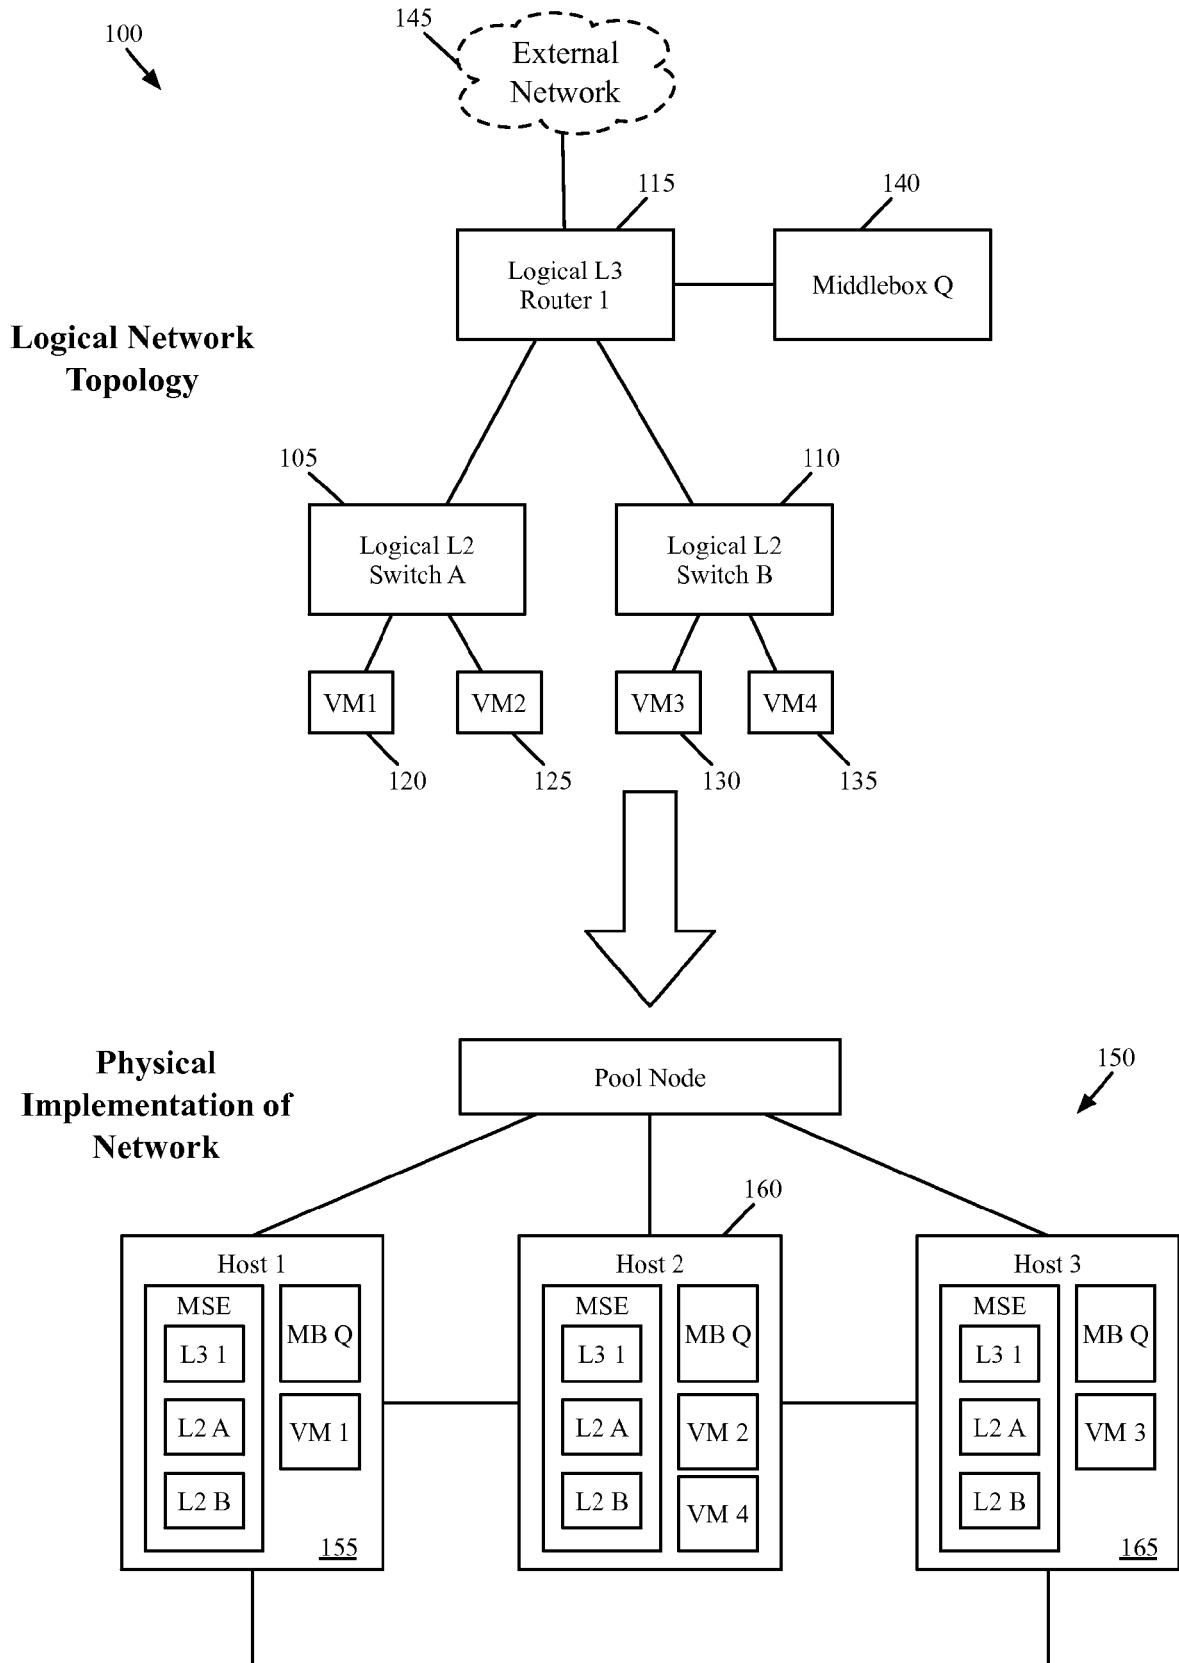 145
100
External
Network
115
140
Logical L3
Router 1
Middlebox Q
Logical Network
Topology
105
110
Logical L2
Switch A
Logical L2
Switch B
VM1
VM2
VM3
VM4
120
125
130
135
Physical
Implementation of
Network
Pool Node
150
160
Host 1
MSE
L3 1
L2 A
L2 B
MB Q
VM 1
155
Host 2
MSE
L3 1
L2 A
L2 B
MB Q
VM 2
VM 4
Host 3
MSE
L3 1
L2 A
L2 B
MB Q
VM 3
165